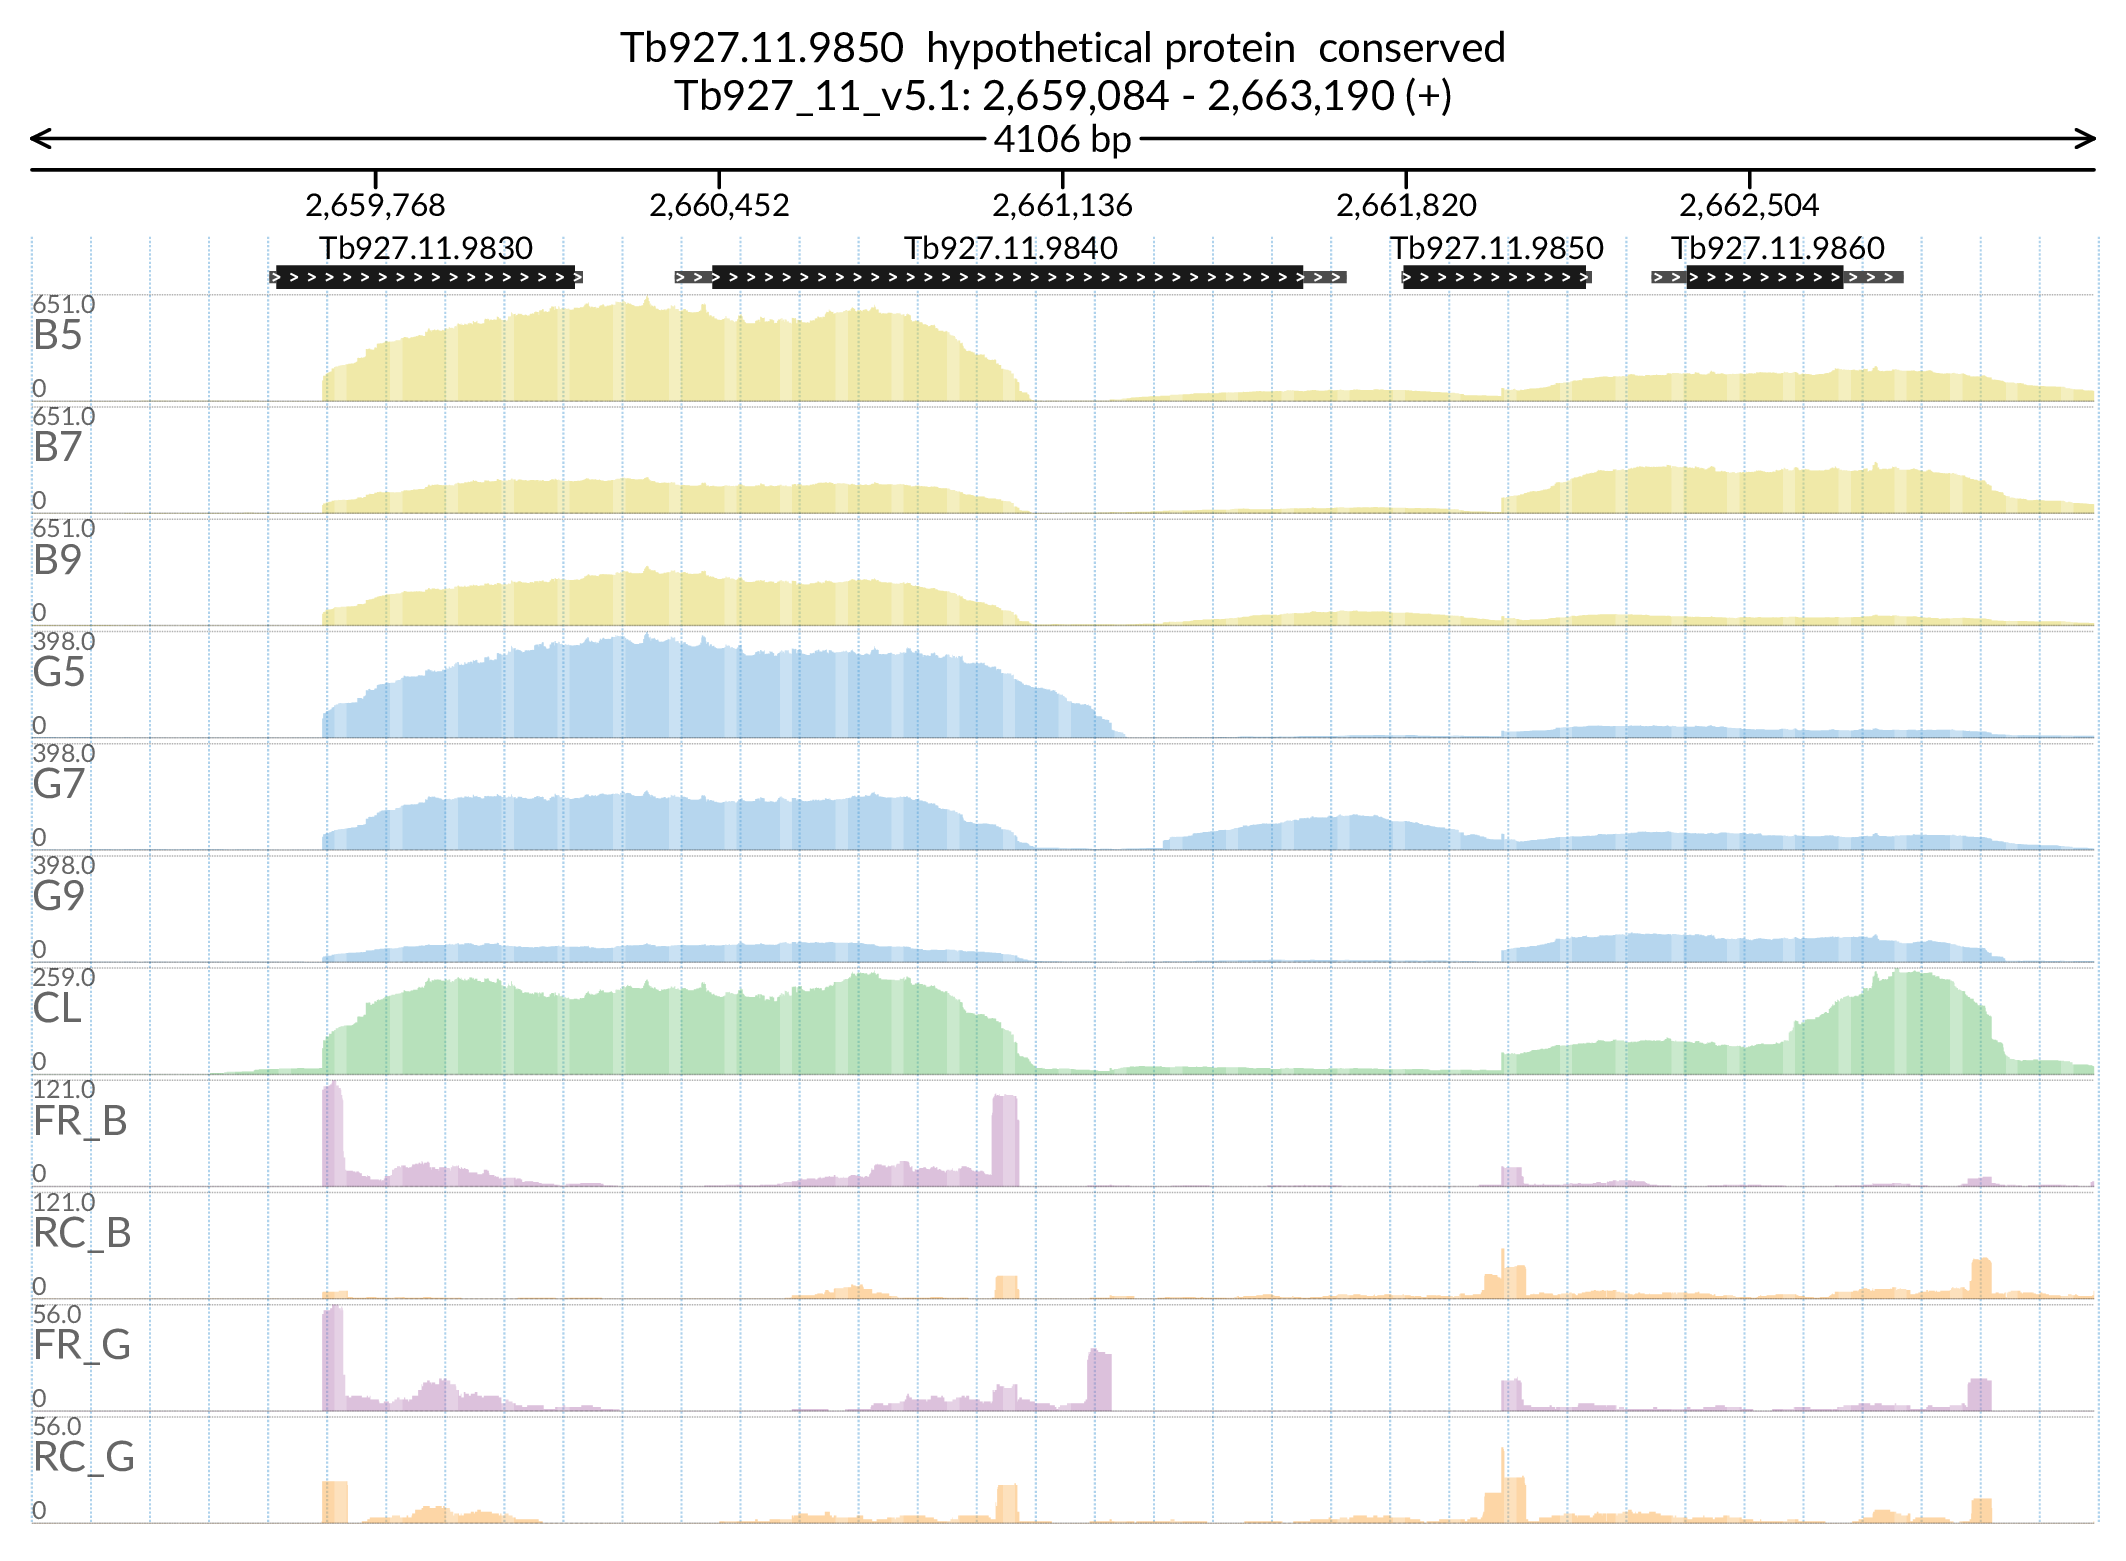 Tb927.11.9850 hypothetical protein conserved
Tb927_11_v5.1: 2,659,084 - 2,663,190 (+)
4106 bp
2,659,768 2,660,452 2,661,136 2,661,820 2,662,504
Tb927.11.9830 Tb927.11.9840 Tb927.11.9850 Tb927.11.9860
651.0
B5
0
651.0
B7
0
651.0
B9
0
398.0
G5
0
398.0
G7
0
398.0
G9
0
259.0
CL
0
121.0
FR_B
0
121.0
RC_B
0
56.0
FR_G
0
56.0
RC_G
0